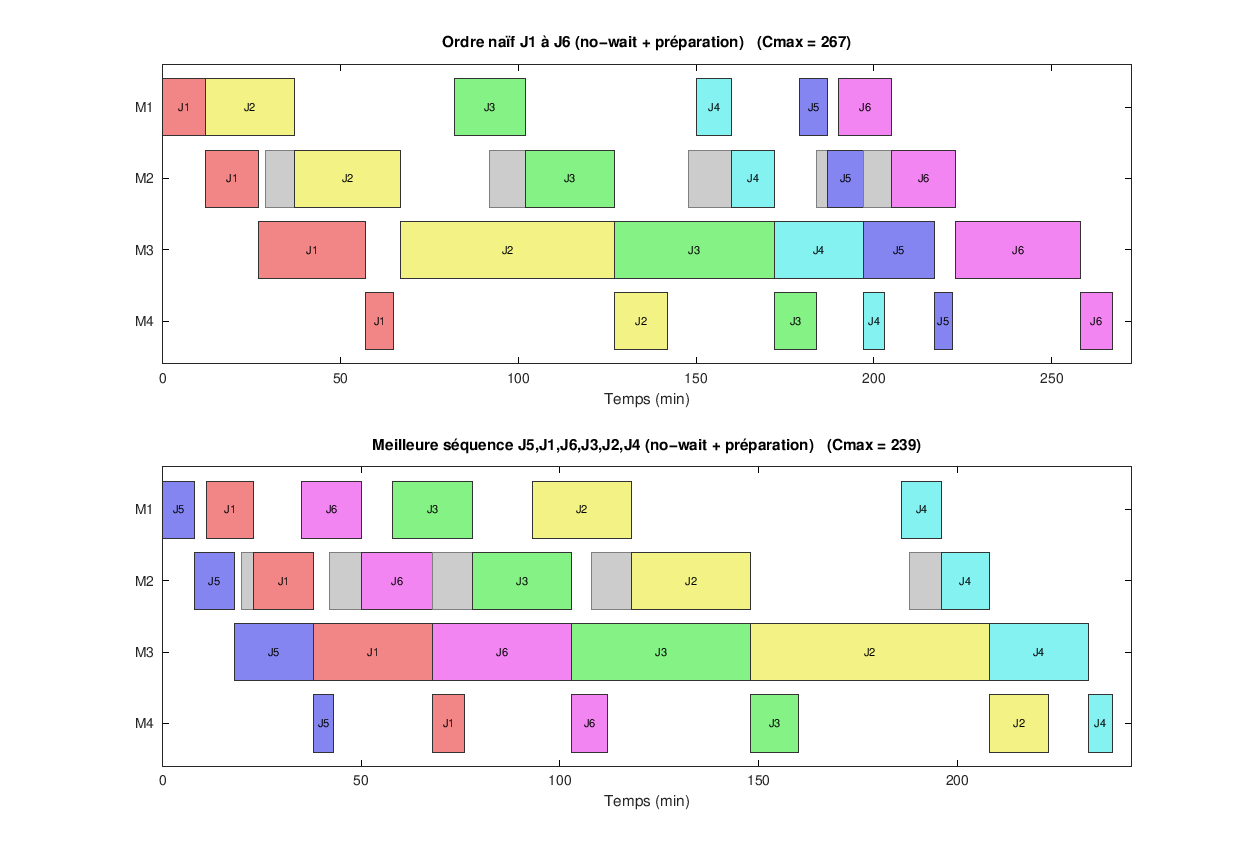 Ordre naïf J1 à J6 (no−wait + préparation) (Cmax = 267)
M1 J1 J2 J3 J4 J5 J6
M2 J1 J2 J3 J4 J5 J6
M3 J1 J2 J3 J4 J5 J6
M4 J1 J2 J3 J4 J5 J6
0 50 100 150 200 250
Temps (min)
Meilleure séquence J5,J1,J6,J3,J2,J4 (no−wait + préparation) (Cmax = 239)
M1 J5 J1 J6 J3 J2 J4
M2 J5 J1 J6 J3 J2 J4
M3 J5 J1 J6 J3 J2 J4
M4 J5 J1 J6 J3 J2 J4
0 50 100 150 200
Temps (min)